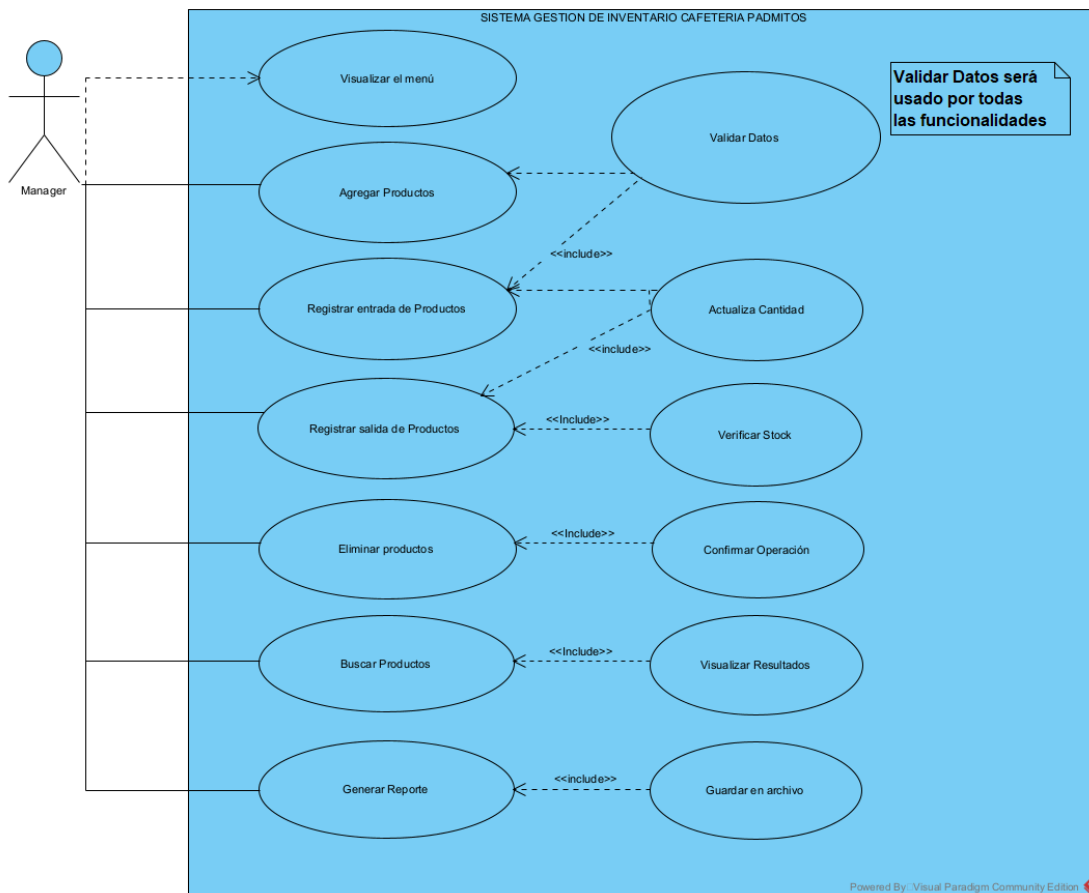 SISTEMA GESTION DE INVENTARIO CAFETERIA PADMITOS
Visualizar el menú
Validar Datos será
usado por todas
las funcionalidades
Validar Datos
Manager
Agregar Productos
<<include>>
Registrar entrada de Productos
Actualiza Cantidad
<<include>>
Registrar salida de Productos
<<Include>>
Verificar Stock
Eliminar productos
<<Include>>
Confirmar Operación
Buscar Productos
<<Include>>
Visualizar Resultados
Generar Reporte
<<include>>
Guardar en archivo
Powered By: Visual Paradigm Community Edition